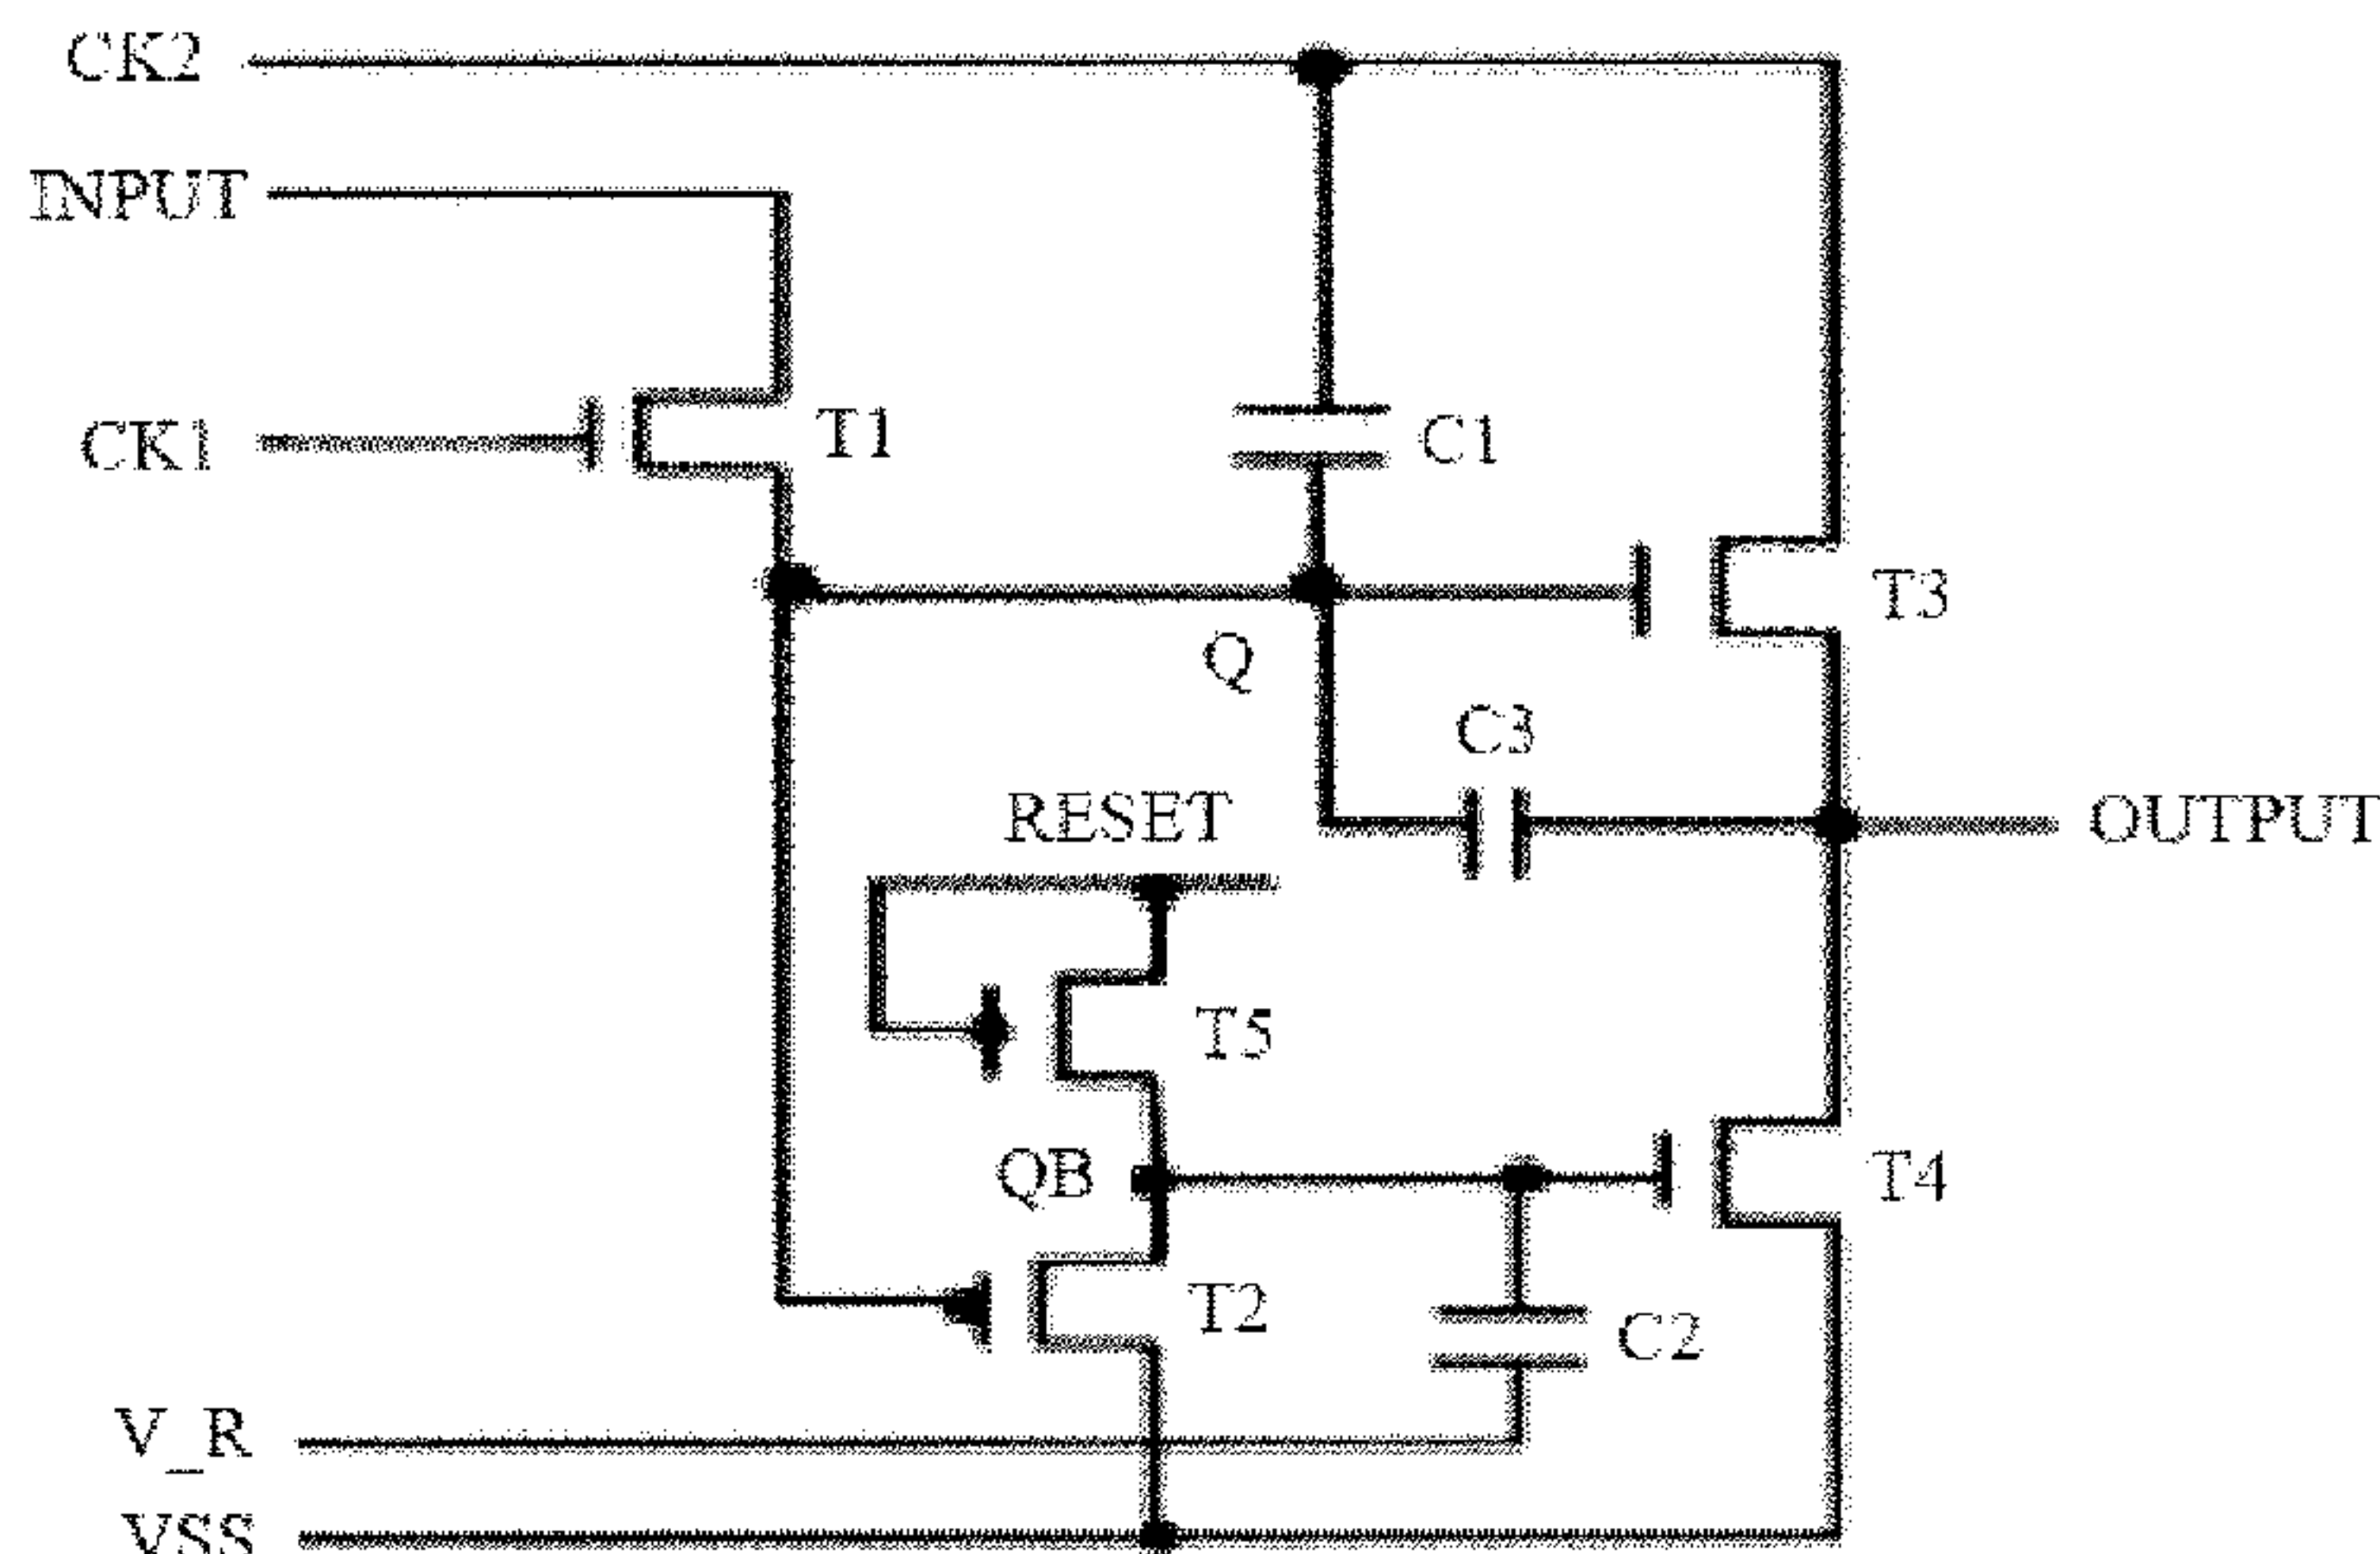 CK2
INPUT
CK1
T1
C1
T3
Q
C3
RESET
OUTPUT
T5
QB
T4
T2
C2
V_R
VSS